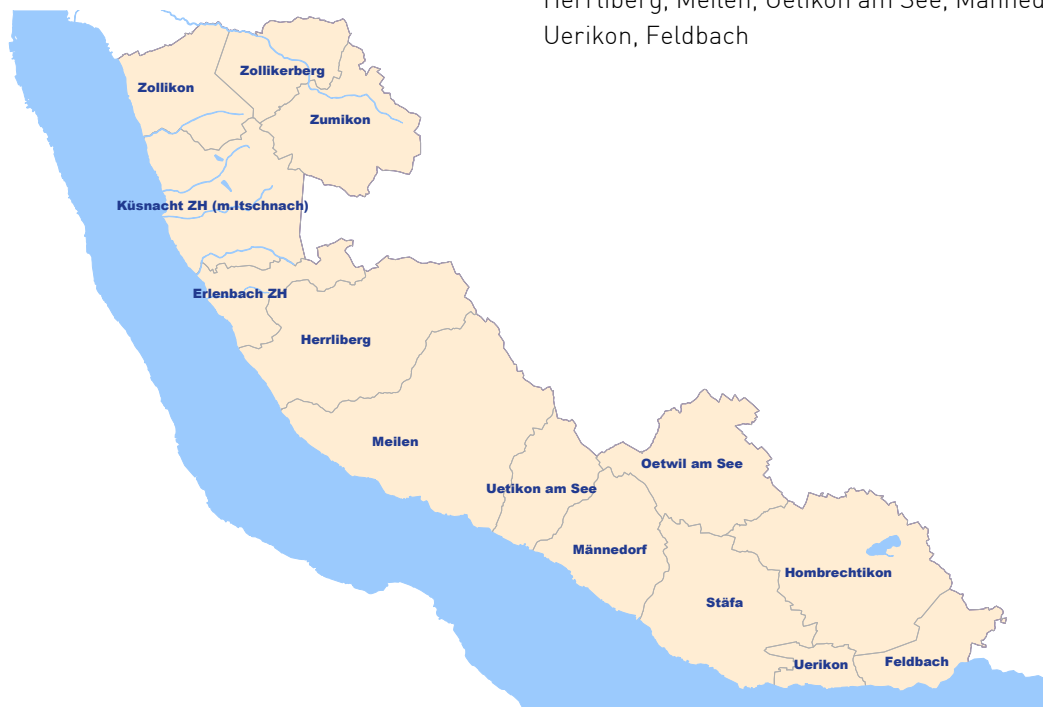 Herrliberg, Meilen, Uetikon am See,
Uerikon, Feldbach
Zollikerberg
Zollikon
Zumikon
Küsnacht ZH (m.Itschnach)
Erlenbach ZH
Herrliberg
Meilen
Oetwil am See
Uetikon am See
Männedorf
Hombrechtikon
Stäfa
Uerikon
Feldbach